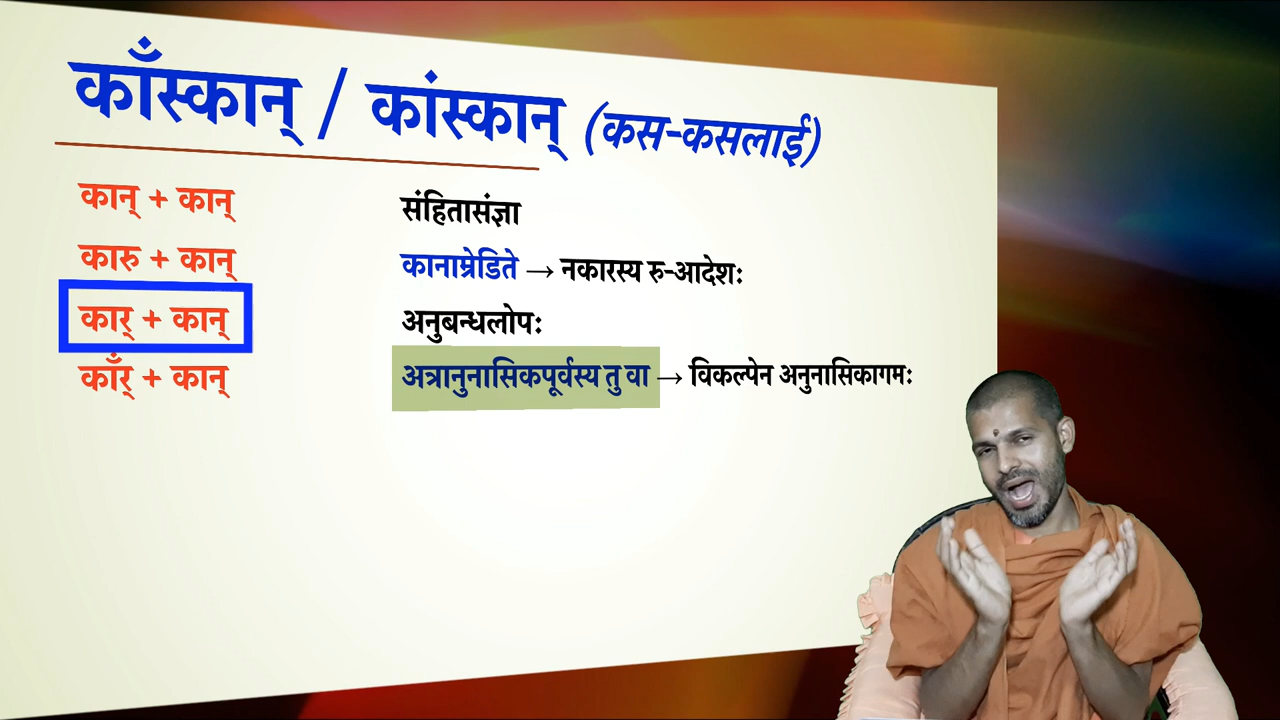 काँस्कान् / कांस्कान् (कस-कसलाई)
कान् + कान् संहितासंज्ञा
कारु + कान् कानाम्रेडिते → नकारस्य रु-आदेशः
कार् + कान् अनुबन्धलोपः
काँर् + कान् अत्रानुनासिकपूर्वस्य तु वा → विकल्पेन अनुनासिकागमः